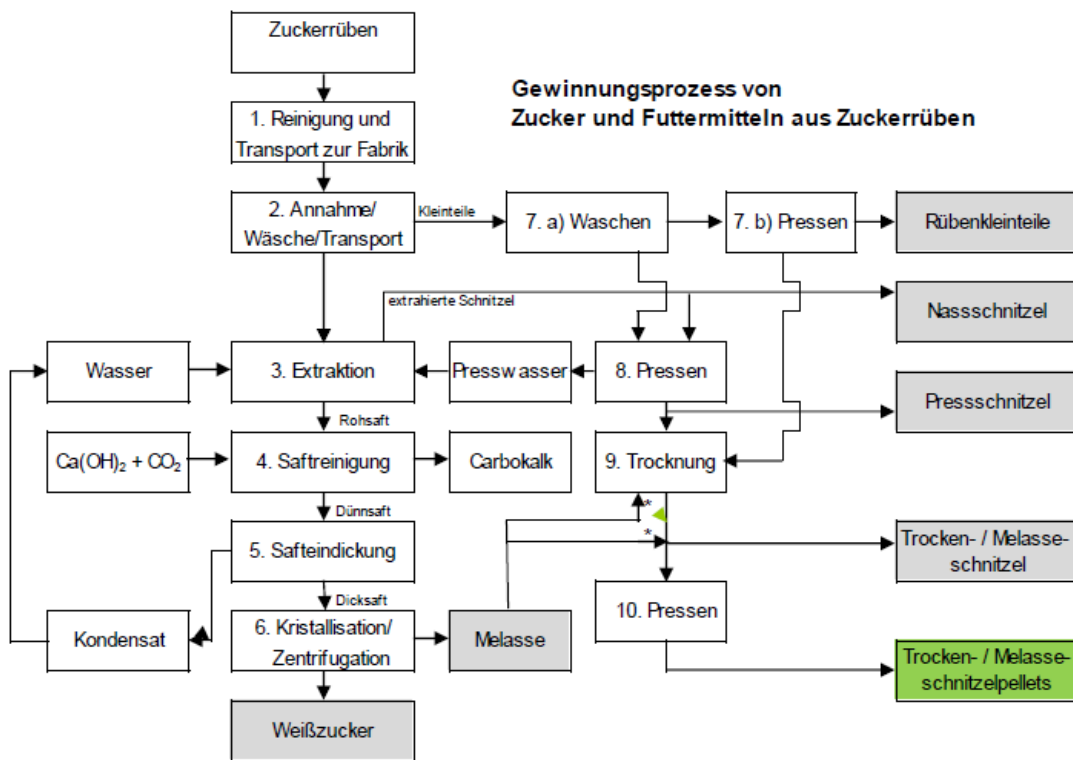 Zuckerrüben
Gewinnungsprozess von
Zucker und Futtermitteln aus Zuckerrüben
1. Reinigung und
Transport zur Fabrik
2. Annahme/
Wäsche/Transport
Kleinteile
7. a) Waschen
7. b) Pressen
Rübenkleinteile
extrahierte Schnitzel
Nassschnitzel
Wasser
3. Extraktion
Presswasser
8. Pressen
Pressschnitzel
Rohsaft
Ca(OH)₂ + CO₂
4. Saftreinigung
Carbokalk
9. Trocknung
Dünnsaft
*
*
5. Safteindickung
Trocken- / Melasse-
schnitzel
Dicksaft
Kondensat
6. Kristallisation/
Zentrifugation
Melasse
10. Pressen
Trocken- / Melasse-
schnitzelpellets
Weißzucker